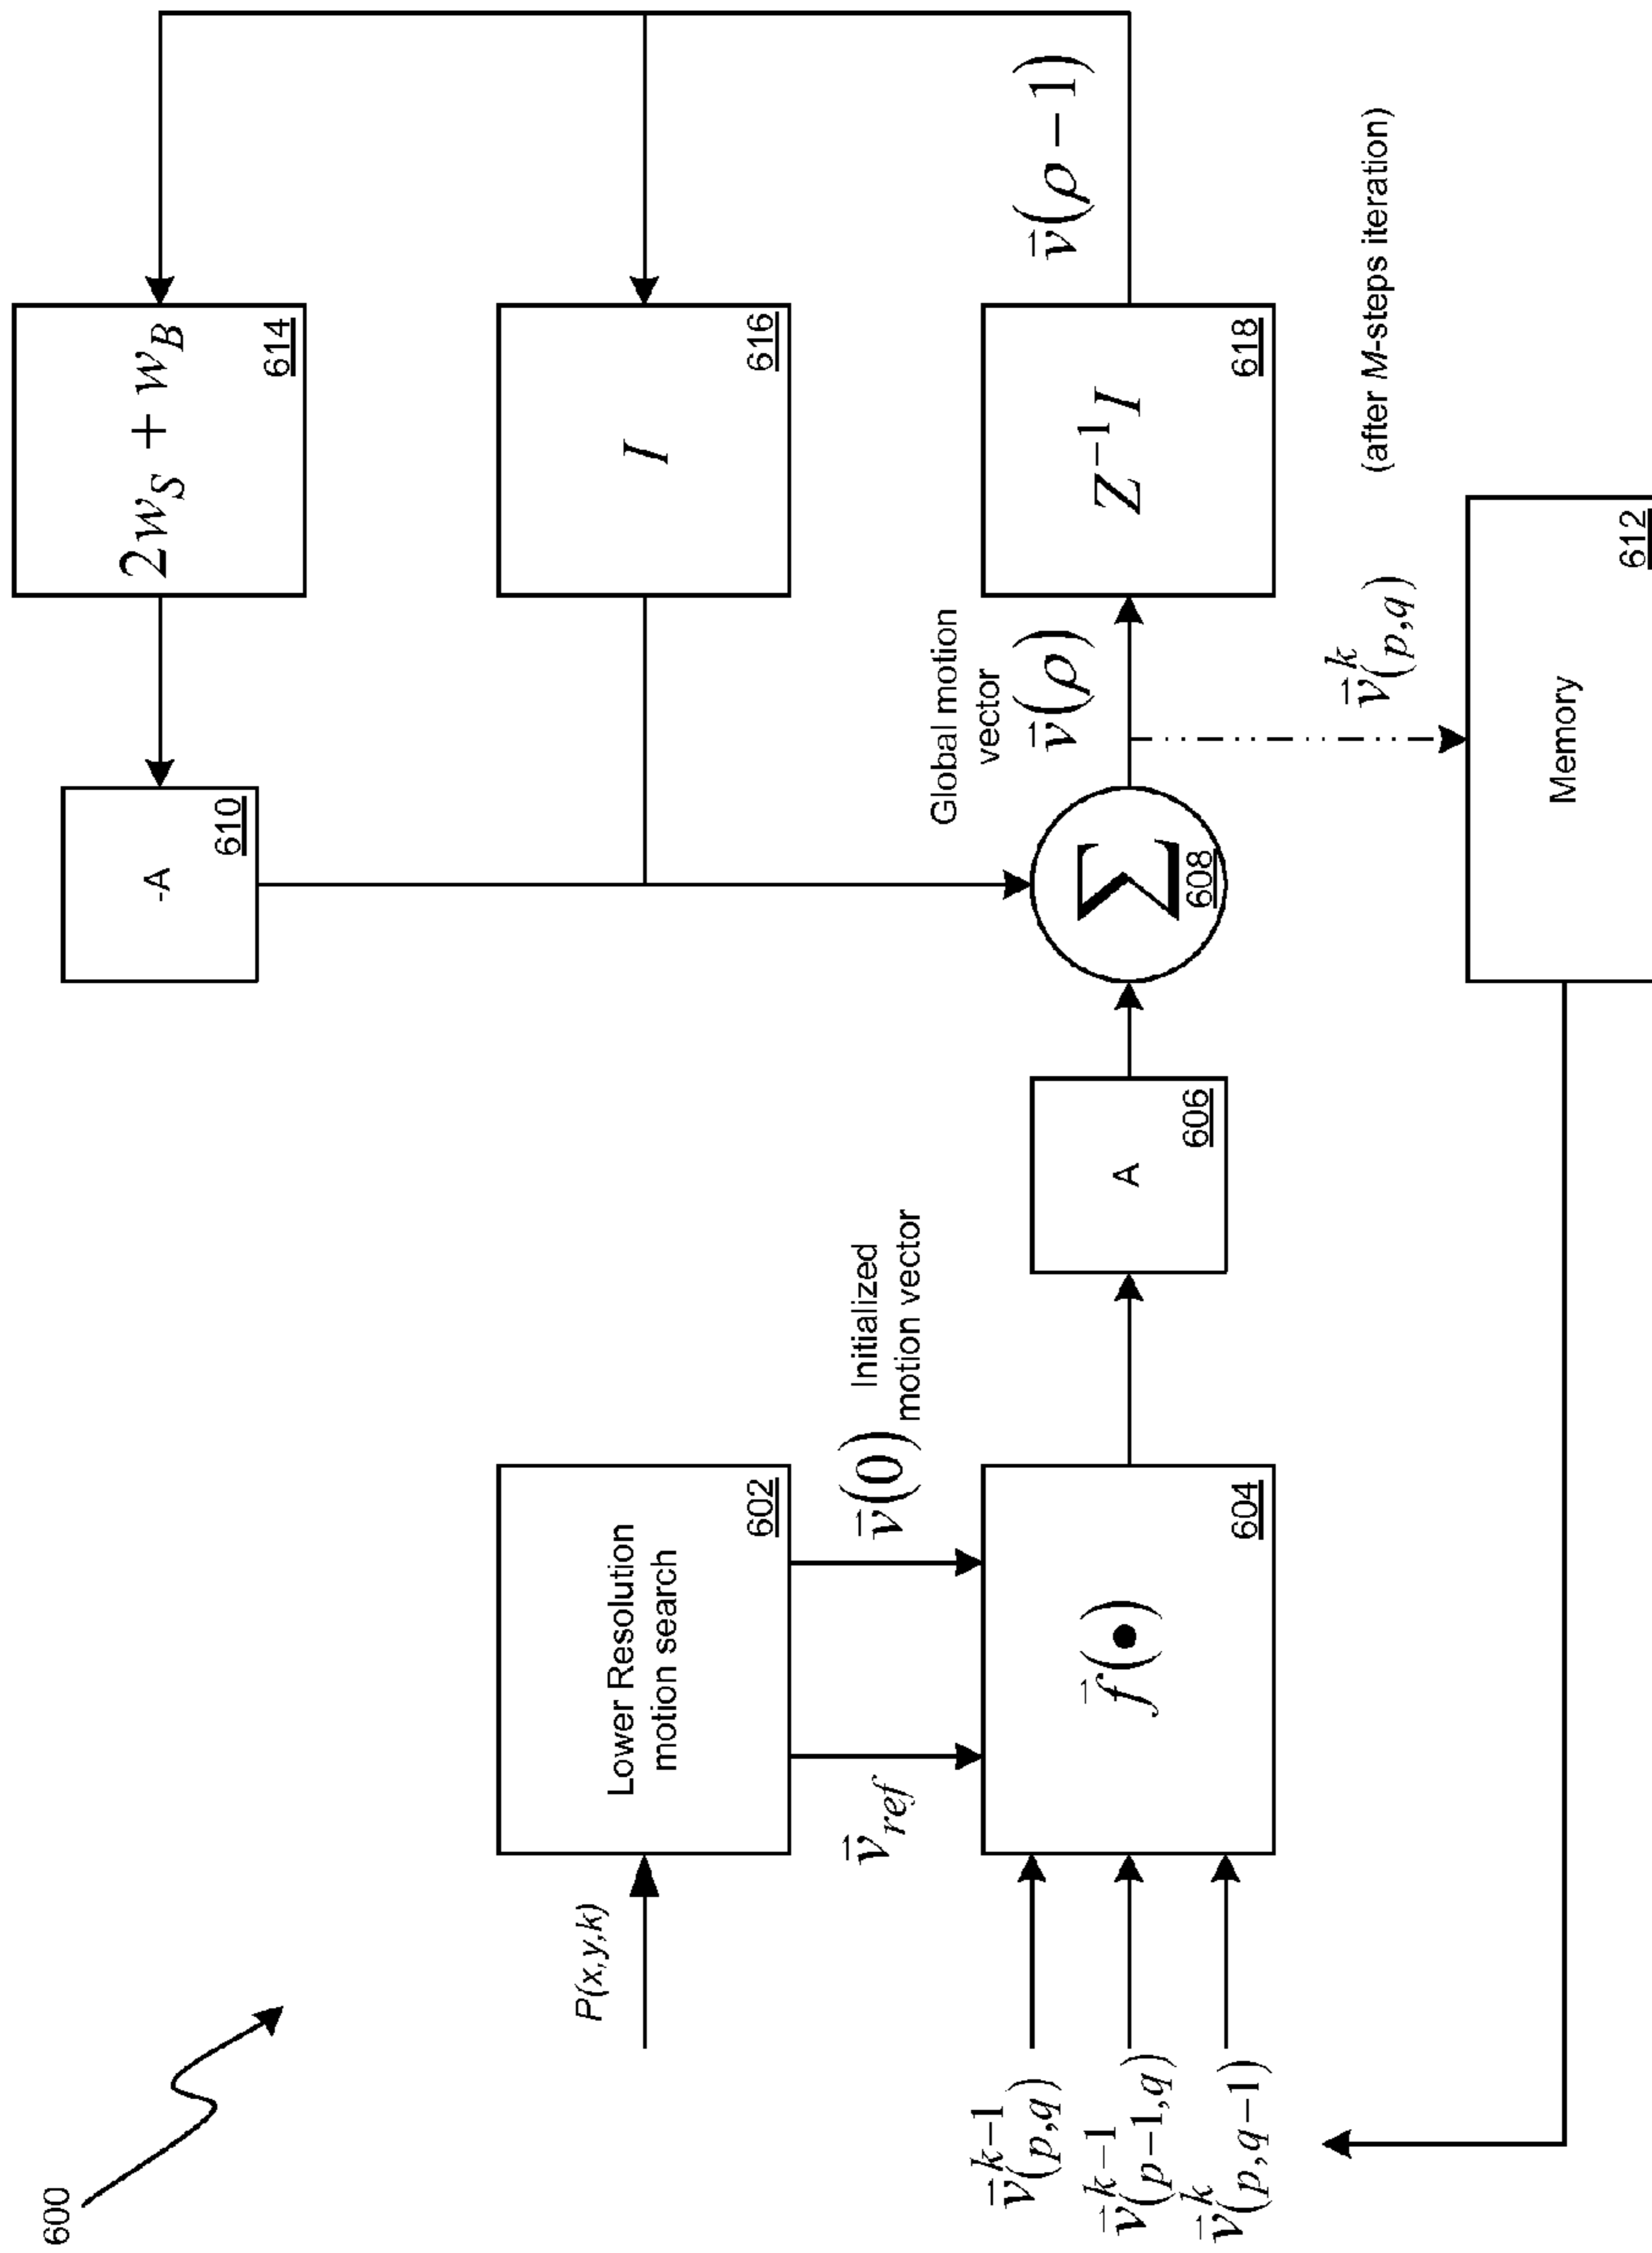 600
P(x,y,k)
Lower Resolution
motion search
602
v⃗_ref
v⃗(0)
Initialized
motion vector
v⃗^{k−1}_{(p,q)}
v⃗^{k−1}_{(p−1,q)}
v⃗^{k}_{(p,q−1)}
f⃗(•)
604
A
606
Σ
608
-A
610
2w_S + w_B
614
I
616
Global motion
vector
v⃗(ρ)
Z^{−1}I
618
v⃗(ρ−1)
v⃗^{k}_{(p,q)}
(after M-steps iteration)
Memory
612